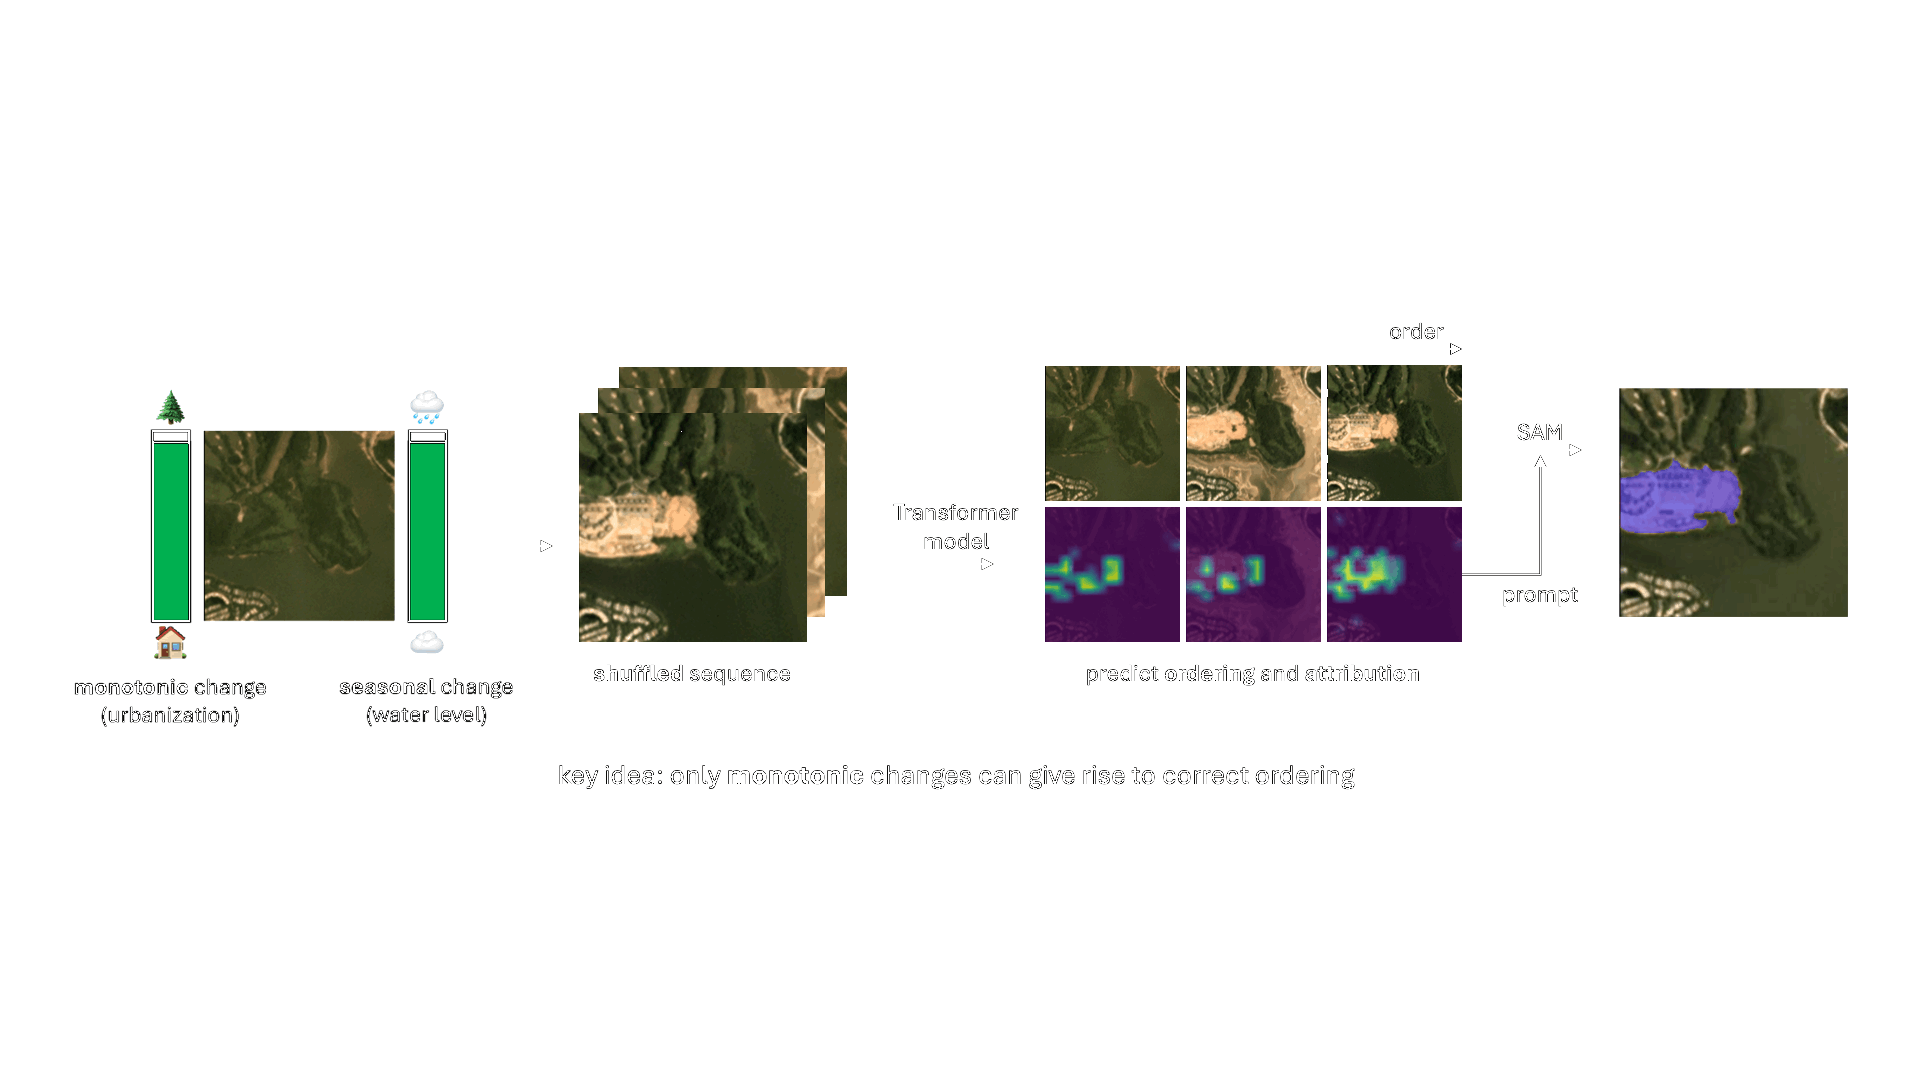 order
SAM
Transformer
model
prompt
shuffled sequence
predict ordering and attribution
monotonic change
(urbanization)
seasonal change
(water level)
key idea: only monotonic changes can give rise to correct ordering